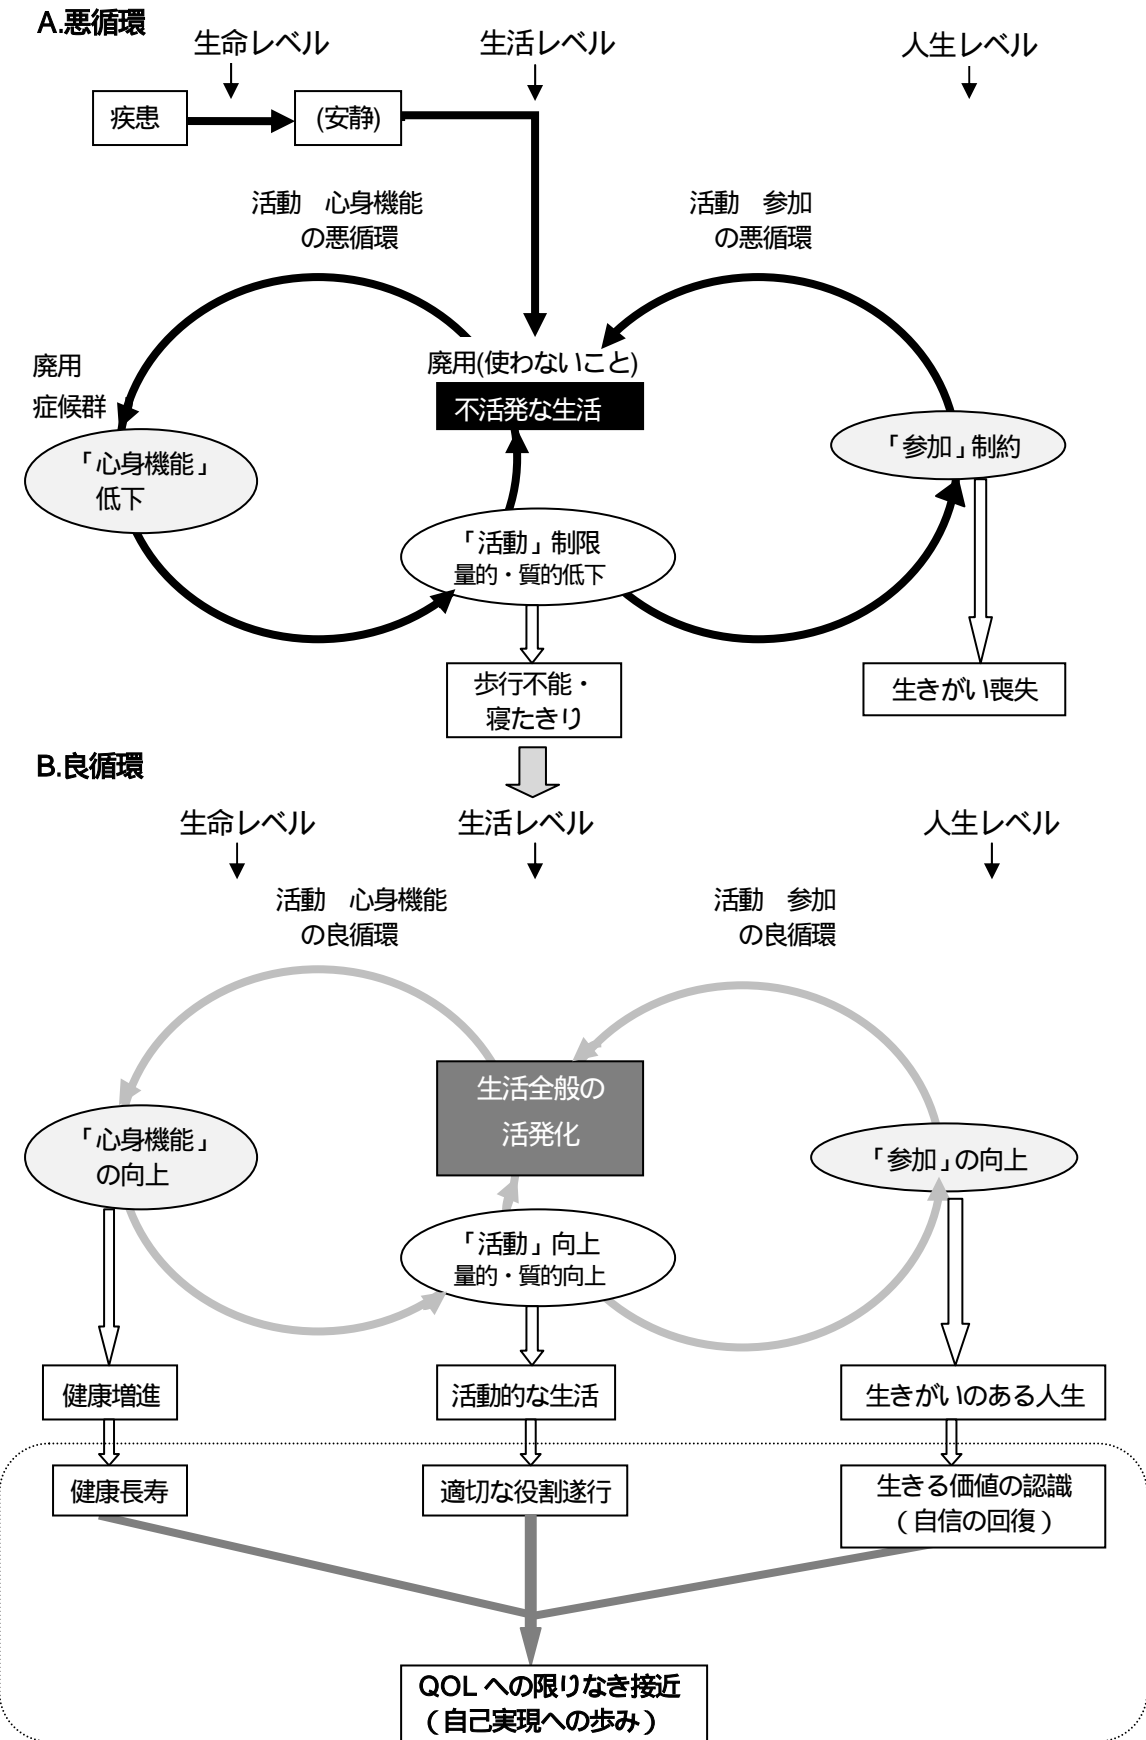 A.悪循環
生命レベル
生活レベル
人生レベル
疾患
(安静)
活動　心身機能
の悪循環
活動　参加
の悪循環
廃用
症候群
廃用(使わないこと)
不活発な生活
「心身機能」
低下
「参加」制約
「活動」制限
量的・質的低下
歩行不能・
寝たきり
生きがい喪失
B.良循環
生命レベル
生活レベル
人生レベル
活動　心身機能
の良循環
活動　参加
の良循環
生活全般の
活発化
「心身機能」
の向上
「参加」の向上
「活動」向上
量的・質的向上
健康増進
活動的な生活
生きがいのある人生
健康長寿
適切な役割遂行
生きる価値の認識
(自信の回復)
QOL への限りなき接近
(自己実現への歩み)